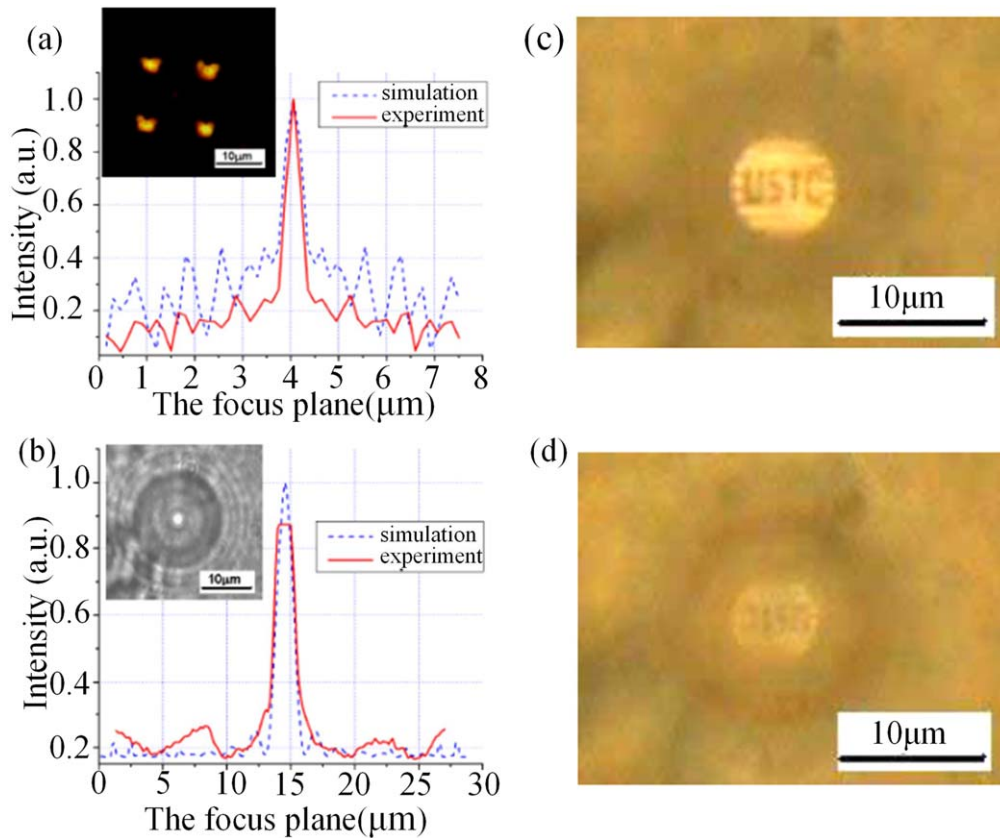 (a)
10μm
simulation
experiment
Intensity (a.u.)
1.0
0.8
0.6
0.4
0.2
0 1 2 3 4 5 6 7 8
The focus plane(μm)
(b)
10μm
simulation
experiment
Intensity (a.u.)
1.0
0.8
0.6
0.4
0.2
0 5 10 15 20 25 30
The focus plane(μm)
(c)
USTC
10μm
(d)
10μm